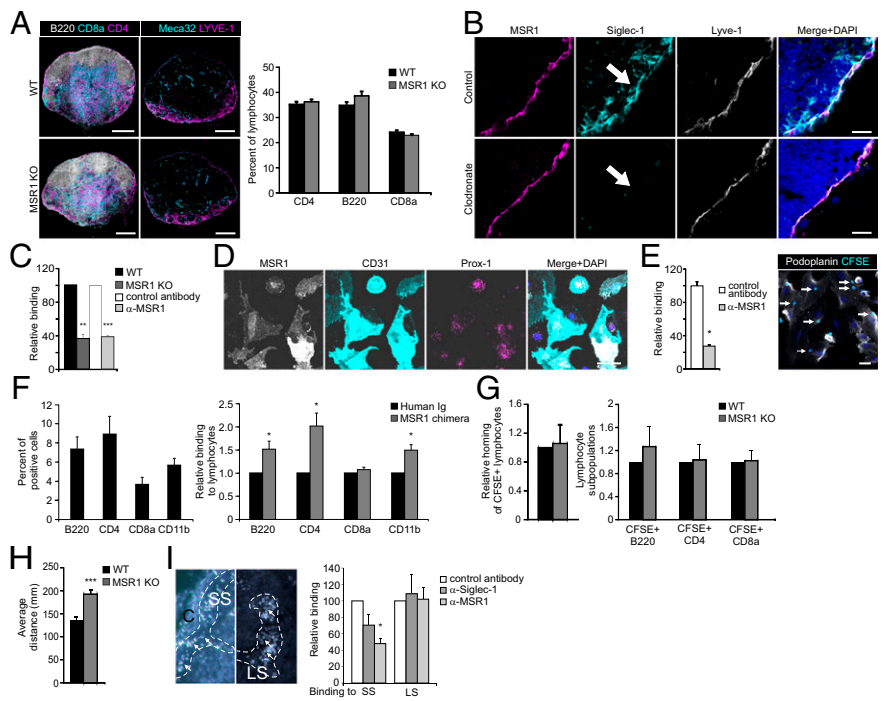 A
B220 CD8a CD4
Meca32 LYVE-1
WT
MSR1 KO
Percent of lymphocytes
50
40
30
20
10
0
CD4
B220
CD8a
WT
MSR1 KO
B
MSR1
Siglec-1
Lyve-1
Merge+DAPI
Control
Clodronate
C
Relative binding
120
80
40
0
**
***
WT
MSR1 KO
control antibody
α-MSR1
D
MSR1
CD31
Prox-1
Merge+DAPI
E
Relative binding
120
80
40
0
*
control
antibody
α-MSR1
Podoplanin CFSE
F
Percent of
positive cells
12
10
8
6
4
2
0
B220
CD4
CD8a
CD11b
Relative binding
to lymphocytes
2.5
2.0
1.5
1.0
0.5
0
*
*
*
B220
CD4
CD8a
CD11b
Human Ig
MSR1 chimera
G
Relative homing
of CFSE+ lymphocytes
1.6
1.2
0.8
0.4
0
Lymphocyte
subpopulations
2
1.6
1.2
0.8
0.4
0
CFSE+
B220
CFSE+
CD4
CFSE+
CD8a
WT
MSR1 KO
H
Average
distance (mm)
250
200
150
100
50
0
***
WT
MSR1 KO
I
C
SS
LS
Relative binding
140
120
100
80
60
40
20
0
*
Binding to SS LS
control antibody
α-Siglec-1
α-MSR1